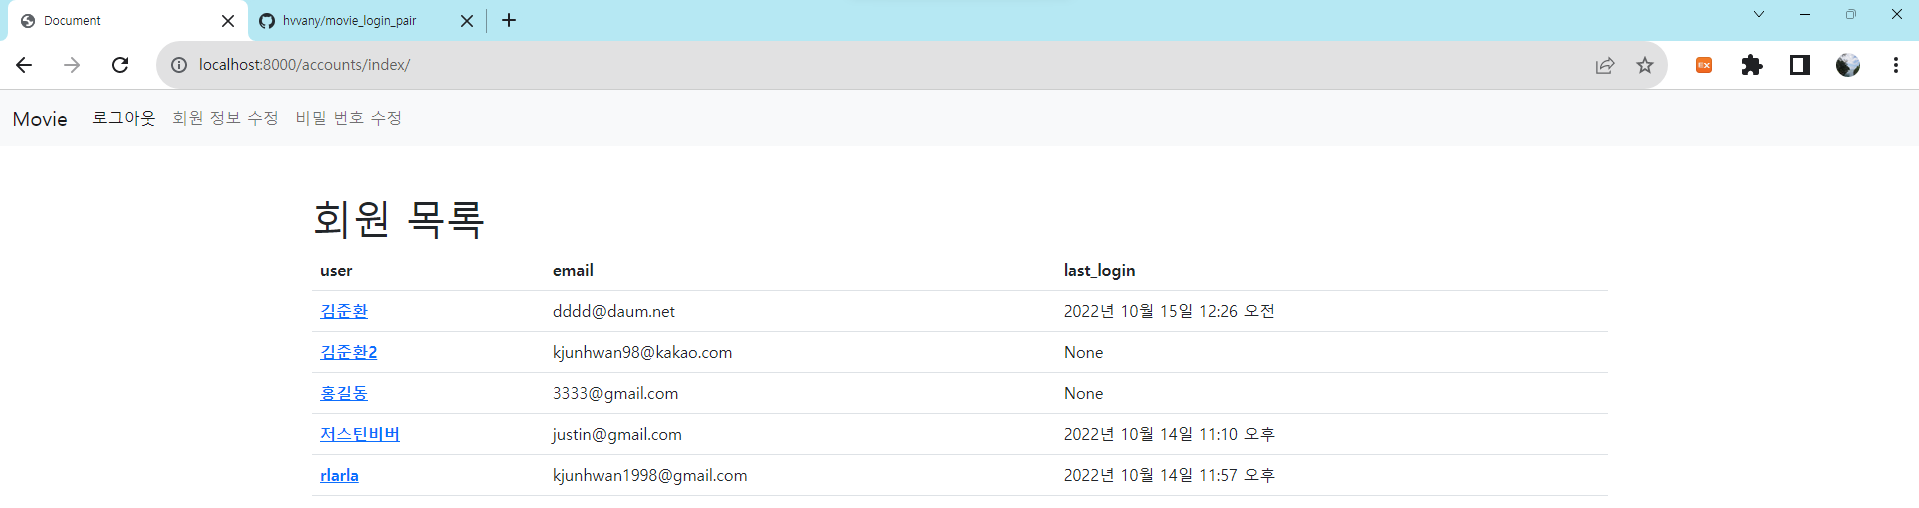 Document hvvany/movie_login_pair
localhost:8000/accounts/index/
EX
Movie 로그아웃 회원 정보 수정 비밀 번호 수정
회원 목록
user email last_login
김준환 dddd@daum.net 2022년 10월 15일 12:26 오전
김준환2 kjunhwan98@kakao.com None
홍길동 3333@gmail.com None
저스틴비버 justin@gmail.com 2022년 10월 14일 11:10 오후
rlarla kjunhwan1998@gmail.com 2022년 10월 14일 11:57 오후